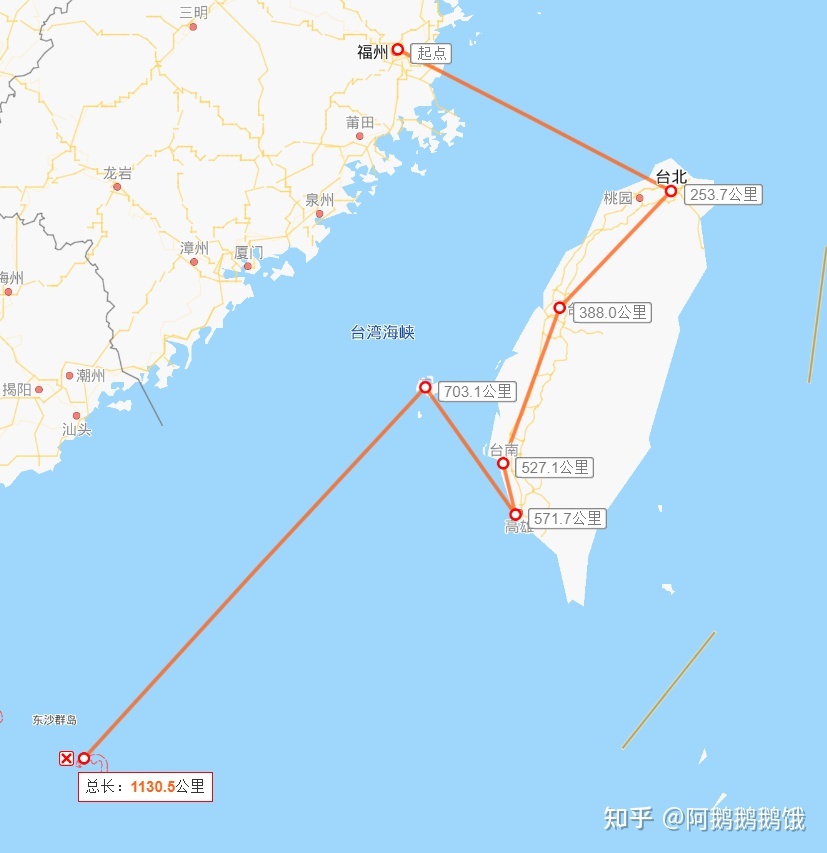 三明
福州
起点
莆田
龙岩
台北
桃园
253.7公里
泉州
漳州
厦门
梅州
388.0公里
台湾海峡
潮州
揭阳
703.1公里
汕头
台南
527.1公里
571.7公里
高雄
东沙群岛
总长：1130.5公里
知乎 @阿鹅鹅鹅饿